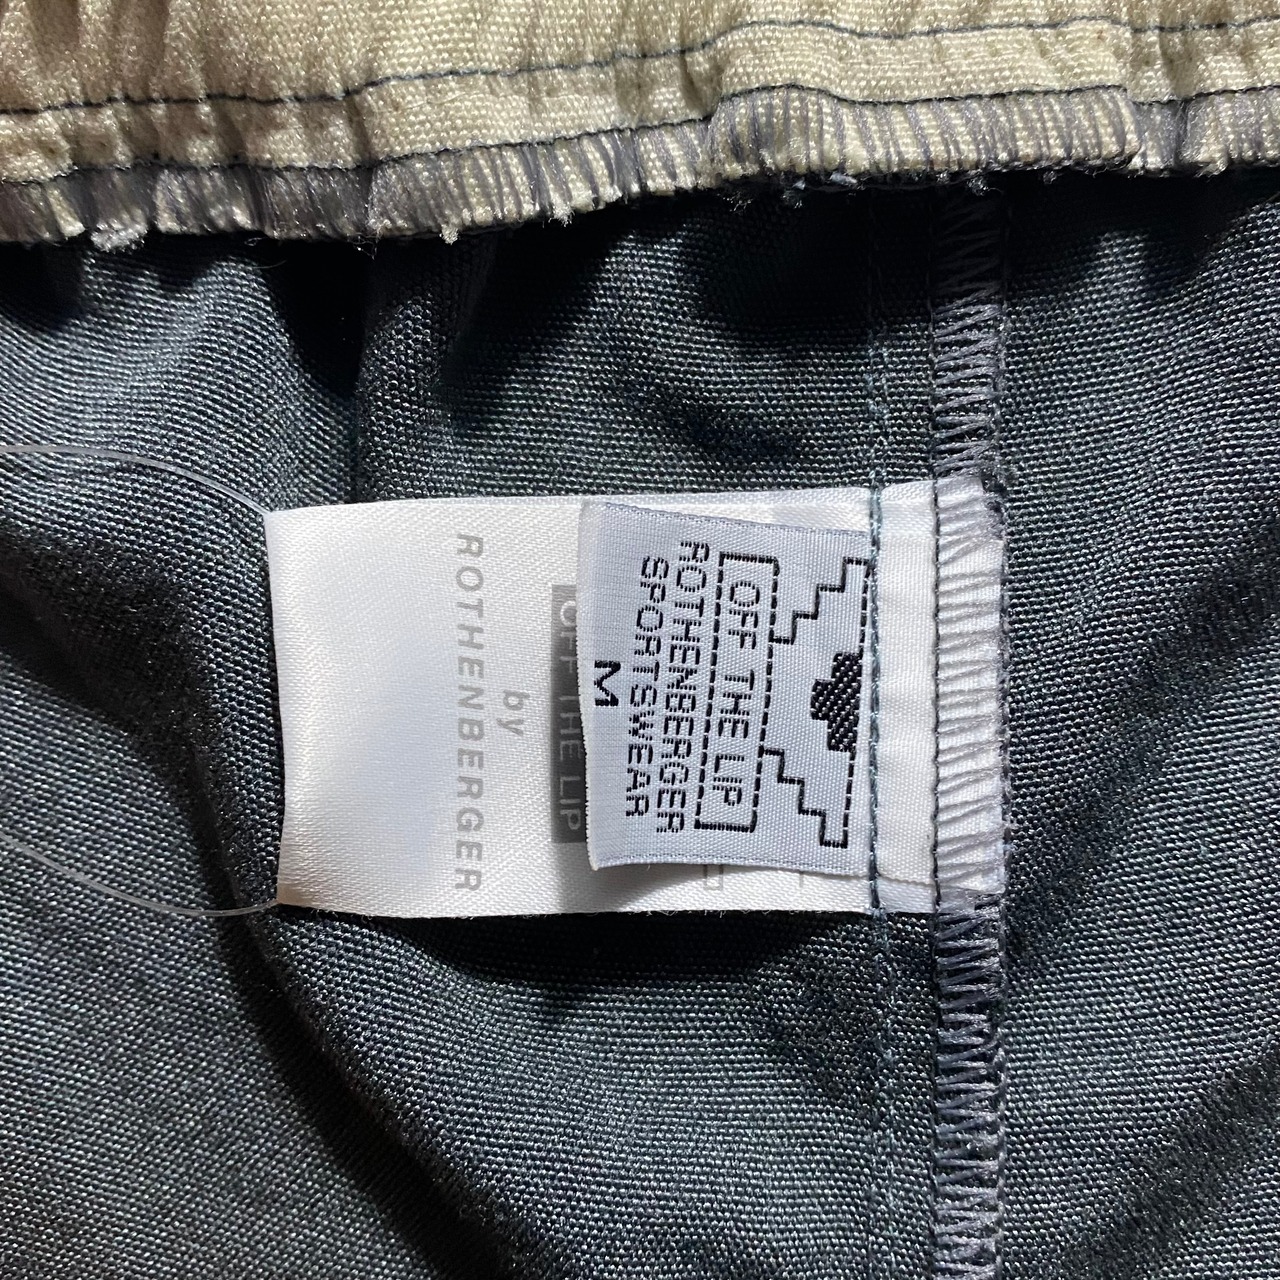 OFF THE LIP
ROTHENBERGER
SPORTSWEAR
M
OFF THE LIP
by
ROTHENBERGER